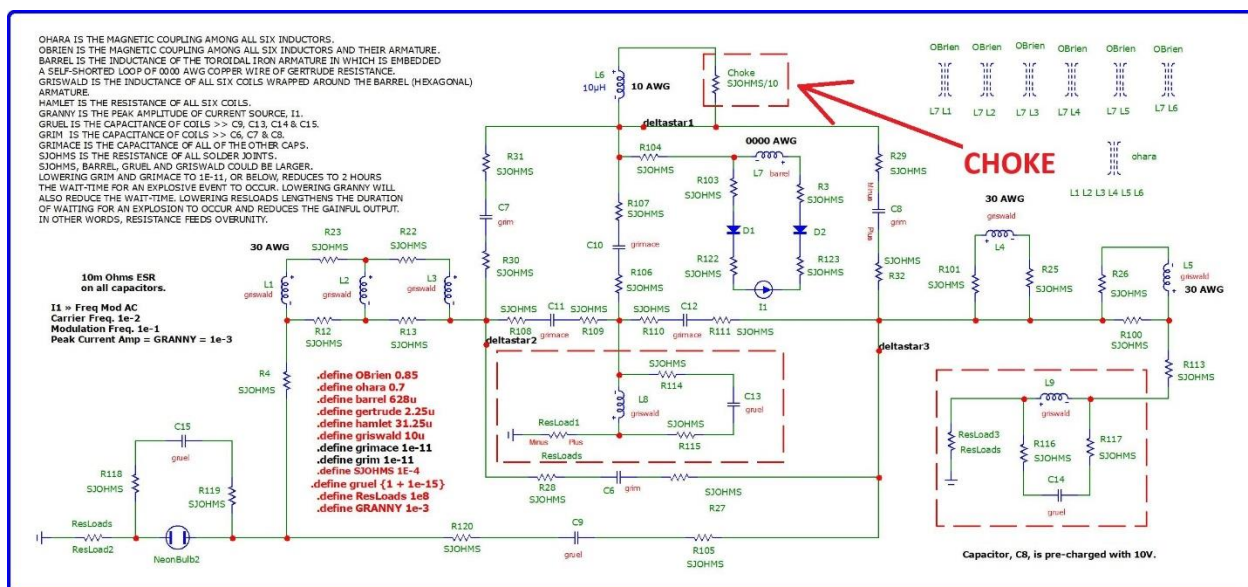 OHARA IS THE MAGNETIC COUPLING AMONG ALL SIX INDUCTORS.
OBRIEN IS THE MAGNETIC COUPLING AMONG ALL SIX INDUCTORS AND THEIR ARMATURE.
BARREL IS THE INDUCTANCE OF THE TOROIDAL IRON ARMATURE IN WHICH IS EMBEDDED
A SELF-SHORTED LOOP OF 0000 AWG COPPER WIRE OF GERTRUDE RESISTANCE.
GRISWALD IS THE INDUCTANCE OF ALL SIX COILS WRAPPED AROUND THE BARREL (HEXAGONAL)
ARMATURE.
HAMLET IS THE RESISTANCE OF ALL SIX COILS.
GRANNY IS THE PEAK AMPLITUDE OF CURRENT SOURCE, I1.
GRUEL IS THE CAPACITANCE OF COILS >> C9, C13, C14 & C15.
GRIM  IS THE CAPACITANCE OF COILS >> C6, C7 & C8.
GRIMACE IS THE CAPACITANCE OF ALL OF THE OTHER CAPS.
SJOHMS IS THE RESISTANCE OF ALL SOLDER JOINTS.
SJOHMS, BARREL, GRUEL AND GRISWALD COULD BE LARGER.
LOWERING GRIM AND GRIMACE TO 1E-11, OR BELOW, REDUCES TO 2 HOURS
THE WAIT-TIME FOR AN EXPLOSIVE EVENT TO OCCUR. LOWERING GRANNY WILL
ALSO REDUCE THE WAIT-TIME. LOWERING RESLOADS LENGTHENS THE DURATION
OF WAITING FOR AN EXPLOSION TO OCCUR AND REDUCES THE GAINFUL OUTPUT.
IN OTHER WORDS, RESISTANCE FEEDS OVERUNITY.
L6
10µH
10 AWG
Choke
SJOHMS/10
CHOKE
OBrien OBrien OBrien OBrien OBrien OBrien
L7 L1 L7 L2 L7 L3 L7 L4 L7 L5 L7 L6
ohara
L1 L2 L3 L4 L5 L6
deltastar1
R31
SJOHMS
C7
grim
R30
SJOHMS
R104
SJOHMS
0000 AWG
L7
barrel
R103
SJOHMS
R3
SJOHMS
D1
D2
R122
SJOHMS
R123
SJOHMS
I1
R107
SJOHMS
C10
grimace
R106
SJOHMS
R29
SJOHMS
Minus
C8
grim
Plus
SJOHMS
R32
30 AWG
griswald
L4
R101
SJOHMS
R25
SJOHMS
R26
SJOHMS
L5
griswald
30 AWG
R100
SJOHMS
R113
SJOHMS
30 AWG
R23
SJOHMS
R22
SJOHMS
L1
griswald
L2
griswald
L3
griswald
R12
SJOHMS
R13
SJOHMS
10m Ohms ESR
on all capacitors.
I1 » Freq Mod AC
Carrier Freq. 1e-2
Modulation Freq. 1e-1
Peak Current Amp = GRANNY = 1e-3
SJOHMS
R108
C11
grimace
SJOHMS
R109
SJOHMS
R110
C12
grimace
SJOHMS
R111
deltastar2
deltastar3
R4
SJOHMS
.define OBrien 0.85
.define ohara 0.7
.define barrel 628u
.define gertrude 2.25u
.define hamlet 31.25u
.define griswald 10u
.define grimace 1e-11
.define grim 1e-11
.define SJOHMS 1E-4
.define gruel {1 + 1e-15}
.define ResLoads 1e8
.define GRANNY 1e-3
SJOHMS
R114
L8
griswald
C13
gruel
SJOHMS
R115
ResLoad1
Minus Plus
ResLoads
R28
SJOHMS
C6
grim
SJOHMS
R27
C15
gruel
R118
SJOHMS
R119
SJOHMS
ResLoads
ResLoad2
NeonBulb2
R120
SJOHMS
C9
gruel
R105
SJOHMS
L9
griswald
ResLoad3
ResLoads
R116
SJOHMS
R117
SJOHMS
C14
gruel
Capacitor, C8, is pre-charged with 10V.